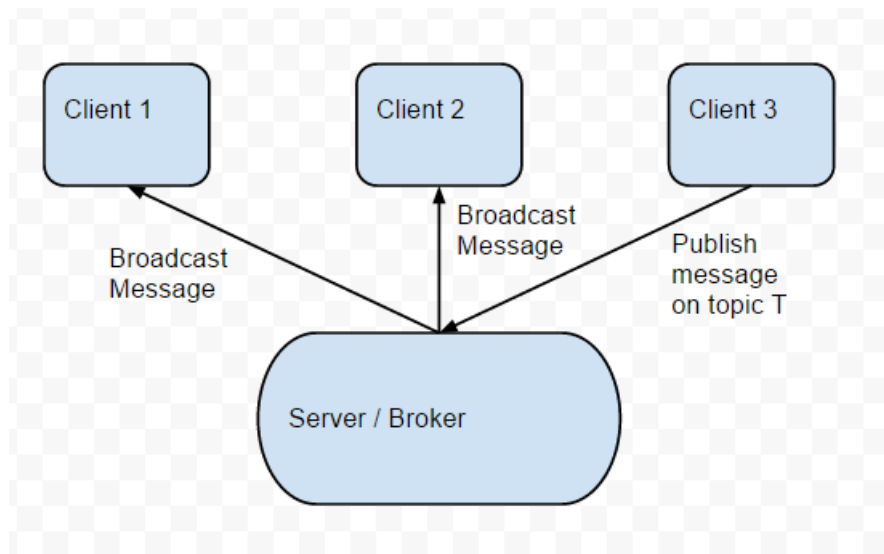 Client 1
Client 2
Client 3
Broadcast
Message
Broadcast
Message
Publish
message
on topic T
Server / Broker